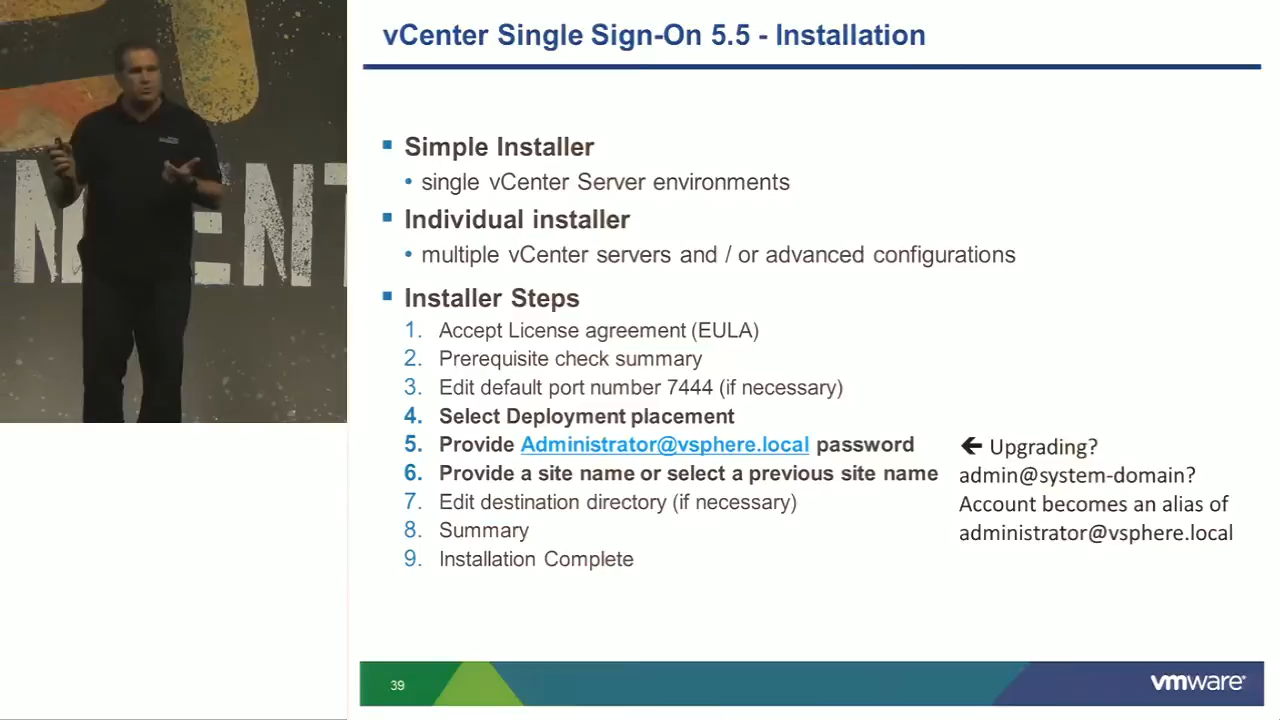 vCenter Single Sign-On 5.5 - Installation
Simple Installer
single vCenter Server environments
Individual installer
multiple vCenter servers and / or advanced configurations
Installer Steps
1. Accept License agreement (EULA)
2. Prerequisite check summary
3. Edit default port number 7444 (if necessary)
4. Select Deployment placement
5. Provide Administrator@vsphere.local password
6. Provide a site name or select a previous site name
7. Edit destination directory (if necessary)
8. Summary
9. Installation Complete
← Upgrading?
admin@system-domain?
Account becomes an alias of
administrator@vsphere.local
39
vmware